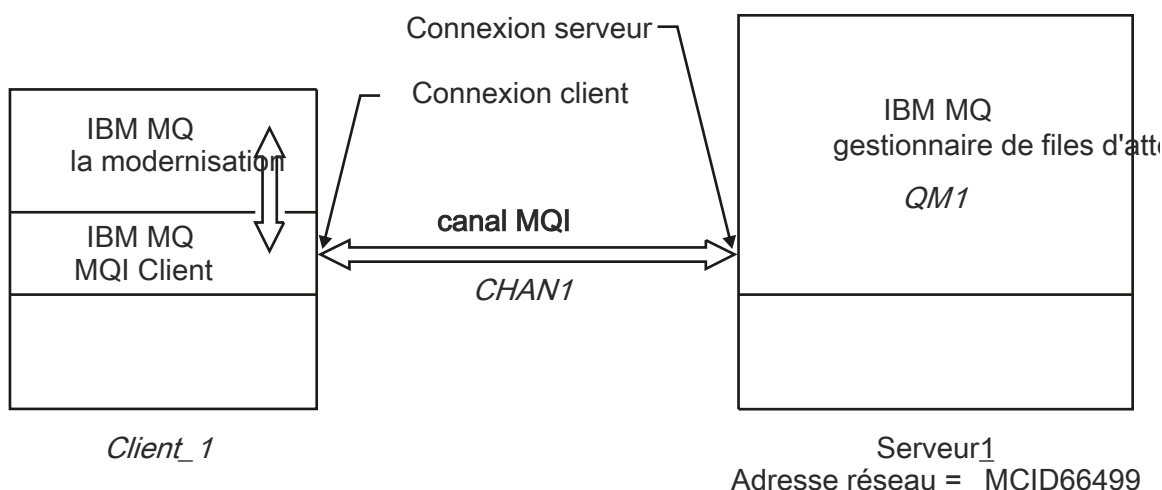 Connexion serveur
Connexion client
IBM MQ
la modernisation
IBM MQ
MQI Client
canal MQI
CHAN1
IBM MQ
gestionnaire de files d'atte
QM1
Client_1
Serveur1
Adresse réseau = MCID66499